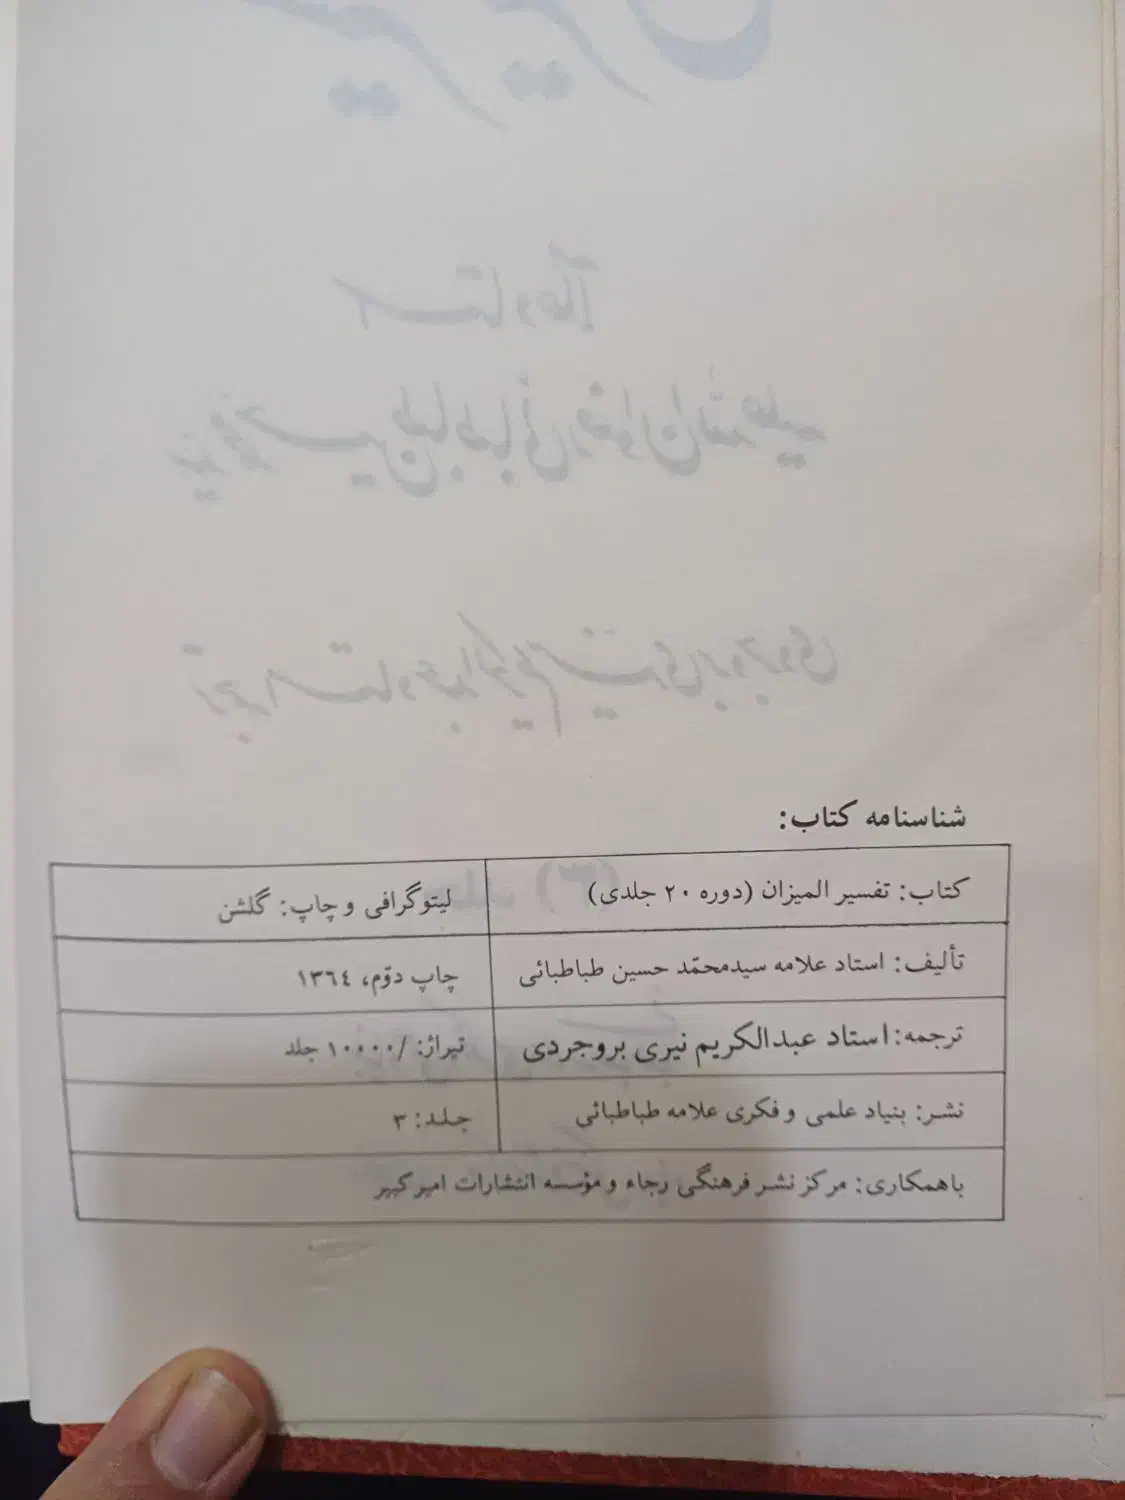 شناسنامه کتاب:
کتاب: تفسیر المیزان (دوره ۲۰ جلدی)
لیتوگرافی و چاپ: گلشن
تألیف: استاد علامه سیدمحمّد حسین طباطبائی
چاپ دوّم، ۱۳٦٤
ترجمه: استاد عبدالکریم نیری بروجردی
تیراژ: /۱۰۰۰۰ جلد
نشر: بنیاد علمی و فکری علامه طباطبائی
جلد: ۳
باهمکاری: مرکز نشر فرهنگی رجاء و مؤسسه انتشارات امیرکبیر